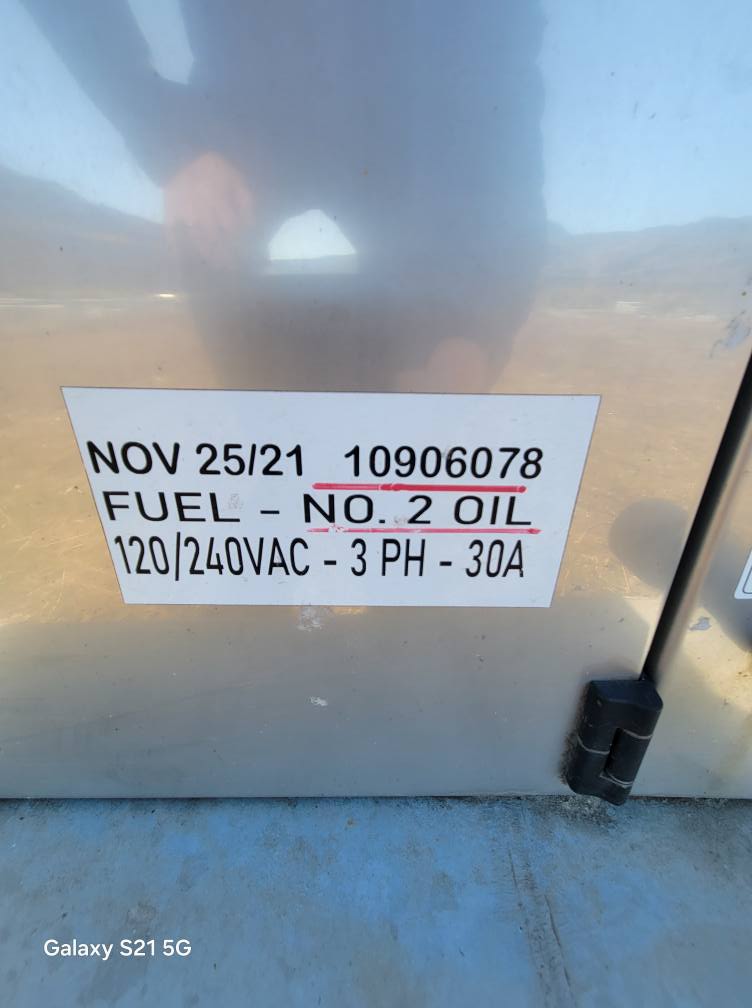 NOV 25/21 10906078
FUEL - NO. 2 OIL
120/240VAC - 3 PH - 30A
Galaxy S21 5G